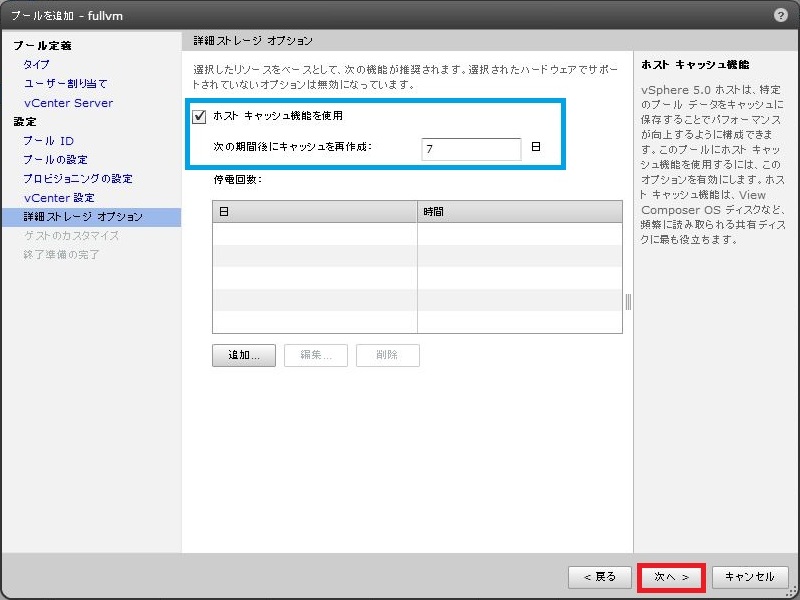 プールを追加 - fullvm
?
プール定義
タイプ
ユーザー割り当て
vCenter Server
設定
プール ID
プールの設定
プロビジョニングの設定
vCenter 設定
詳細ストレージ オプション
ゲストのカスタマイズ
終了準備の完了
詳細ストレージ オプション
選択したリソースをベースとして、次の機能が推奨されます。選択されたハードウェアでサポー
トされていないオプションは無効になっています。
ホスト キャッシュ機能を使用
次の期間後にキャッシュを再作成: 7 日
停電回数:
日 時間
追加... 編集... 削除
ホスト キャッシュ機能
vSphere 5.0 ホストは、特定
のプール データをキャッシュに
保存することでパフォーマンス
が向上するように構成できま
す。このプールにホスト キャッ
シュ機能を使用するには、この
オプションを有効にします。ホス
ト キャッシュ機能は、View
Composer OS ディスクなど、
頻繁に読み取られる共有ディス
クに最も役立ちます。
< 戻る 次へ > キャンセル